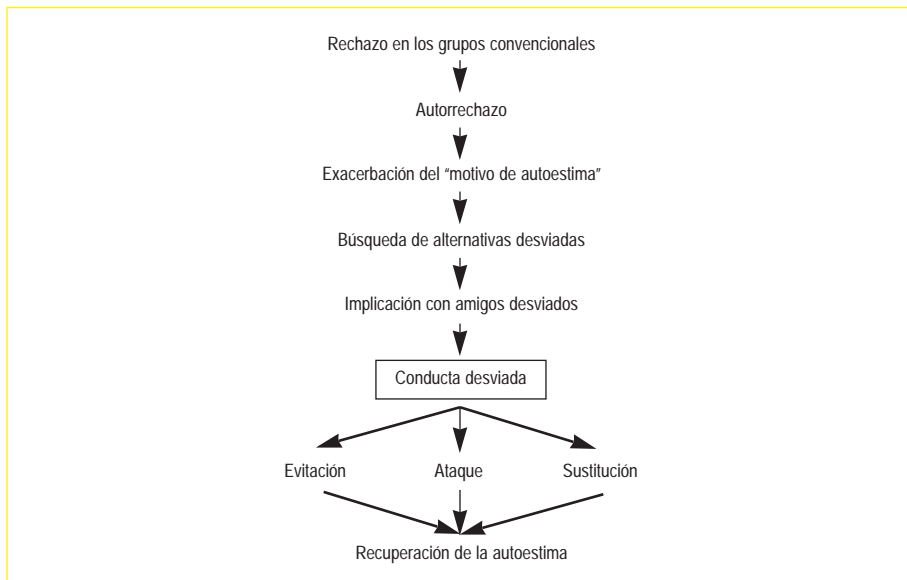 Rechazo en los grupos convencionales
Autorrechazo
Exacerbación del "motivo de autoestima"
Búsqueda de alternativas desviadas
Implicación con amigos desviados
Conducta desviada
Evitación Ataque Sustitución
Recuperación de la autoestima